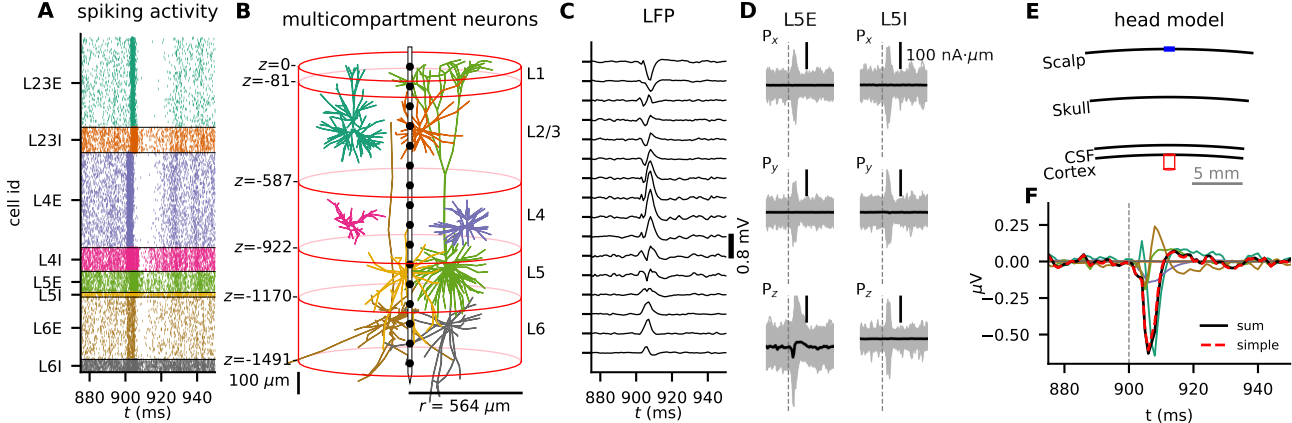 A
spiking activity
L23E
L23I
L4E
L4I
L5E
L5I
L6E
L6I
cell id
880 900 920 940
t (ms)
B
multicompartment neurons
z=0
z=-81
z=-587
z=-922
z=-1170
z=-1491
L1
L2/3
L4
L5
L6
100 μm
r = 564 μm
C
LFP
0.8 mV
880 900 920 940
t (ms)
D
L5E
L5I
Px
Px
100 nA·μm
Py
Py
Pz
Pz
E
head model
Scalp
Skull
CSF
Cortex
5 mm
F
0.25
0.00
−0.25
−0.50
μV
sum
simple
880 900 920 940
t (ms)